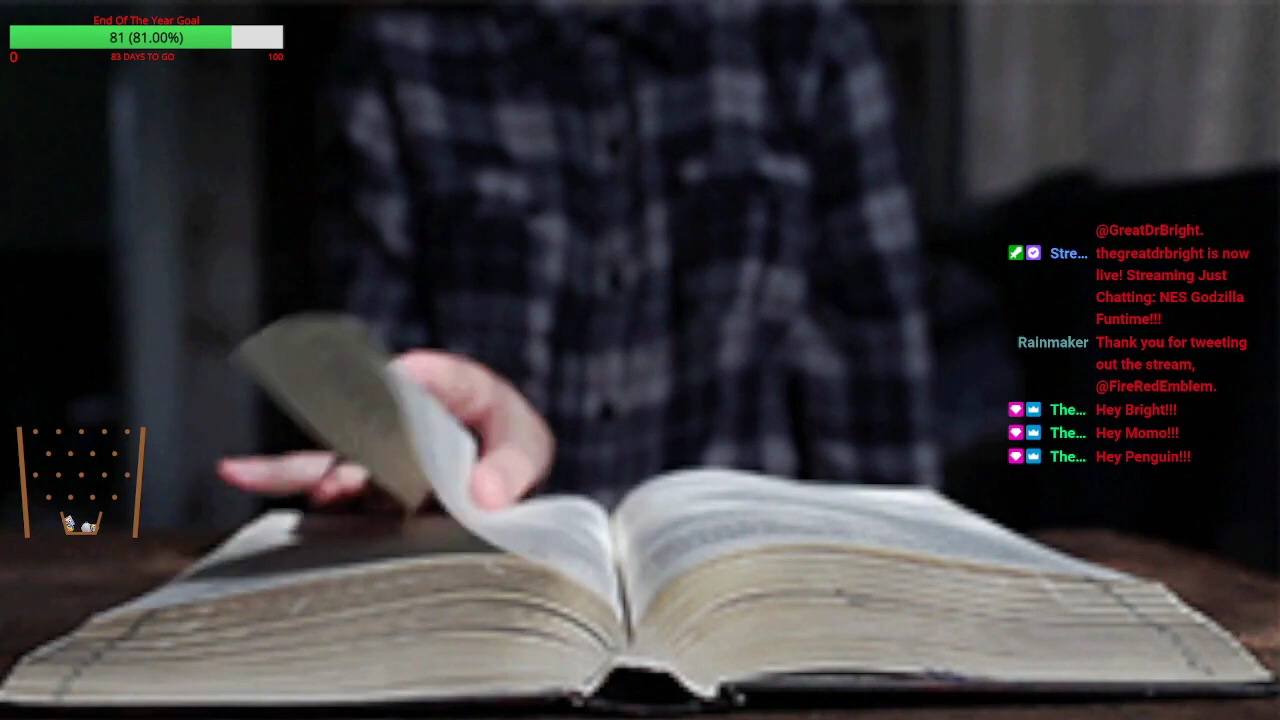 End Of The Year Goal
81 (81.00%)
0 83 DAYS TO GO 100
@GreatDrBright.
Stre... thegreatdrbright is now
live! Streaming Just
Chatting: NES Godzilla
Funtime!!!
Rainmaker Thank you for tweeting
out the stream,
@FireRedEmblem.
The... Hey Bright!!!
The... Hey Momo!!!
The... Hey Penguin!!!